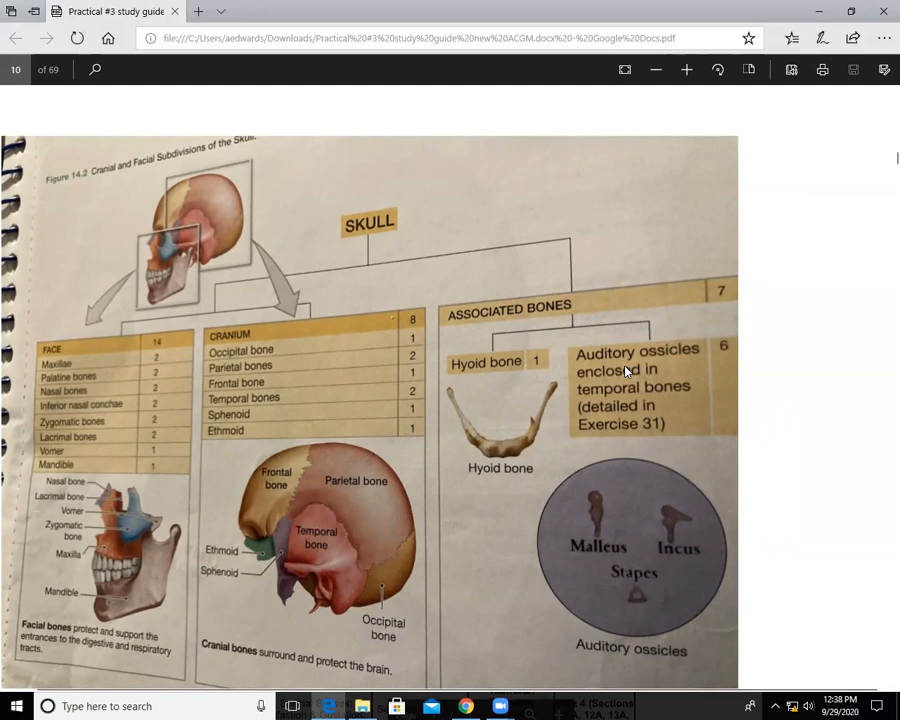 Practical #3 study guide
file:///C:/Users/aedwards/Downloads/Practical%20#3%20study%20guide%20new%20ACGM.docx%20-%20Google%20Docs.pdf
10 of 69
Figure 14.2 Cranial and Facial Subdivisions of the Skull.
SKULL
FACE 14
Maxillae 2
Palatine bones 2
Nasal bones 2
Inferior nasal conchae 2
Zygomatic bones 2
Lacrimal bones 2
Vomer 1
Mandible 1
CRANIUM 8
Occipital bone 1
Parietal bones 2
Frontal bone 1
Temporal bones 2
Sphenoid 1
Ethmoid 1
ASSOCIATED BONES 7
Hyoid bone 1
Auditory ossicles 6
enclosed in
temporal bones
(detailed in
Exercise 31)
Hyoid bone
Nasal bone
Lacrimal bone
Vomer
Zygomatic
bone
Maxilla
Mandible
Facial bones protect and support the
entrances to the digestive and respiratory
tracts.
Frontal
bone
Parietal bone
Temporal
bone
Ethmoid
Sphenoid
Occipital
bone
Cranial bones surround and protect the brain.
Malleus Incus
Stapes
Auditory ossicles
Type here to search
12:38 PM
9/29/2020